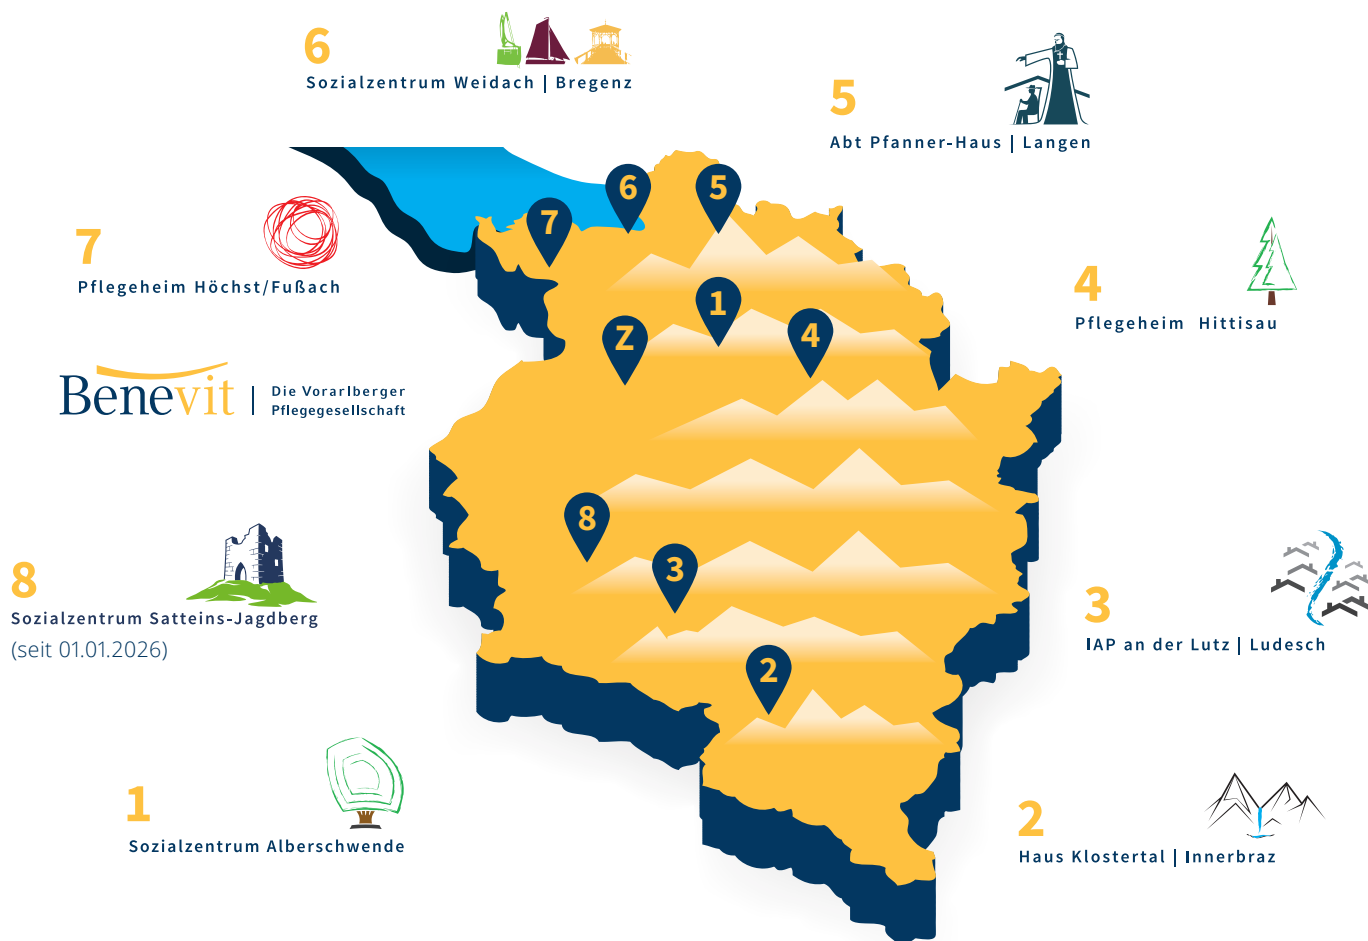 6
Sozialzentrum Weidach | Bregenz
5
Abt Pfanner-Haus | Langen
7
Pflegeheim Höchst/Fußach
4
Pflegeheim Hittisau
Benevit | Die Vorarlberger
Pflegegesellschaft
8
Sozialzentrum Satteins-Jagdberg
(seit 01.01.2026)
3
IAP an der Lutz | Ludesch
1
Sozialzentrum Alberschwende
2
Haus Klostertal | Innerbraz
6
5
7
1
Z
4
8
3
2